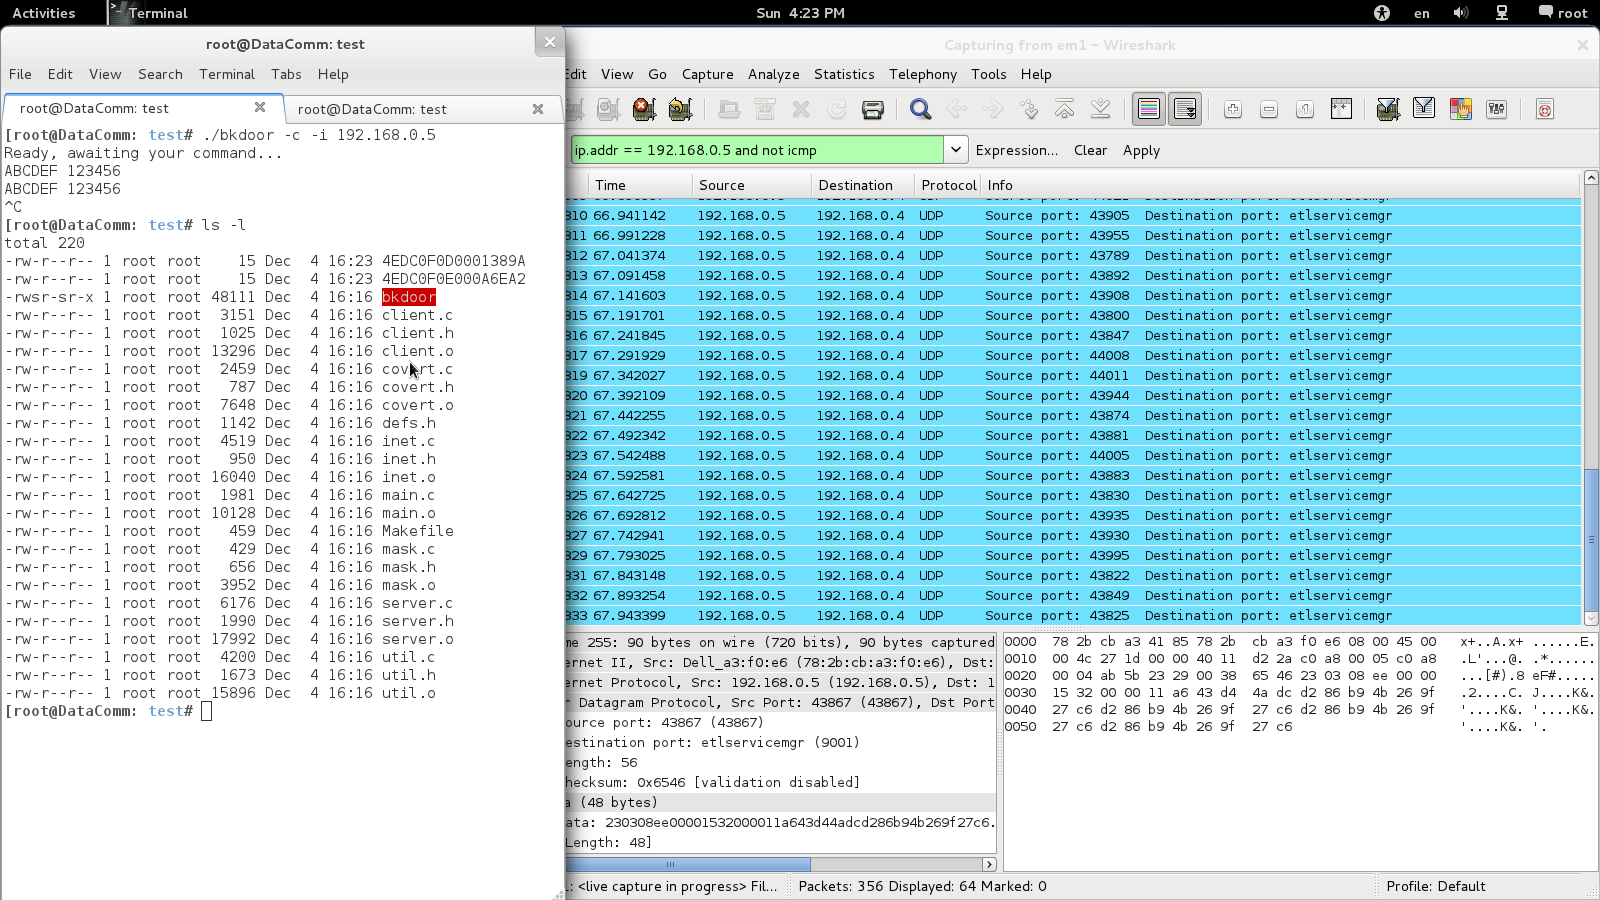 Activities Terminal Sun 4:23 PM en root
root@DataComm: test
File Edit View Search Terminal Tabs Help
root@DataComm: test root@DataComm: test
[root@DataComm: test# ./bkdoor -c -i 192.168.0.5
Ready, awaiting your command...
ABCDEF 123456
ABCDEF 123456
^C
[root@DataComm: test# ls -l
total 220
-rw-r--r-- 1 root root 15 Dec 4 16:23 4EDC0F0D0001389A
-rw-r--r-- 1 root root 15 Dec 4 16:23 4EDC0F0E000A6EA2
-rwsr-sr-x 1 root root 48111 Dec 4 16:16 bkdoor
-rw-r--r-- 1 root root 3151 Dec 4 16:16 client.c
-rw-r--r-- 1 root root 1025 Dec 4 16:16 client.h
-rw-r--r-- 1 root root 13296 Dec 4 16:16 client.o
-rw-r--r-- 1 root root 2459 Dec 4 16:16 covert.c
-rw-r--r-- 1 root root 787 Dec 4 16:16 covert.h
-rw-r--r-- 1 root root 7648 Dec 4 16:16 covert.o
-rw-r--r-- 1 root root 1142 Dec 4 16:16 defs.h
-rw-r--r-- 1 root root 4519 Dec 4 16:16 inet.c
-rw-r--r-- 1 root root 950 Dec 4 16:16 inet.h
-rw-r--r-- 1 root root 16040 Dec 4 16:16 inet.o
-rw-r--r-- 1 root root 1981 Dec 4 16:16 main.c
-rw-r--r-- 1 root root 10128 Dec 4 16:16 main.o
-rw-r--r-- 1 root root 459 Dec 4 16:16 Makefile
-rw-r--r-- 1 root root 429 Dec 4 16:16 mask.c
-rw-r--r-- 1 root root 656 Dec 4 16:16 mask.h
-rw-r--r-- 1 root root 3952 Dec 4 16:16 mask.o
-rw-r--r-- 1 root root 6176 Dec 4 16:16 server.c
-rw-r--r-- 1 root root 1990 Dec 4 16:16 server.h
-rw-r--r-- 1 root root 17992 Dec 4 16:16 server.o
-rw-r--r-- 1 root root 4200 Dec 4 16:16 util.c
-rw-r--r-- 1 root root 1673 Dec 4 16:16 util.h
-rw-r--r-- 1 root root 15896 Dec 4 16:16 util.o
[root@DataComm: test#
Capturing from em1 - Wireshark
Edit View Go Capture Analyze Statistics Telephony Tools Help
ip.addr == 192.168.0.5 and not icmp Expression... Clear Apply
Time Source Destination Protocol Info
310 66.941142 192.168.0.5 192.168.0.4 UDP Source port: 43905 Destination port: etlservicemgr
311 66.991228 192.168.0.5 192.168.0.4 UDP Source port: 43955 Destination port: etlservicemgr
312 67.041374 192.168.0.5 192.168.0.4 UDP Source port: 43789 Destination port: etlservicemgr
313 67.091458 192.168.0.5 192.168.0.4 UDP Source port: 43892 Destination port: etlservicemgr
314 67.141603 192.168.0.5 192.168.0.4 UDP Source port: 43908 Destination port: etlservicemgr
315 67.191701 192.168.0.5 192.168.0.4 UDP Source port: 43800 Destination port: etlservicemgr
316 67.241845 192.168.0.5 192.168.0.4 UDP Source port: 43847 Destination port: etlservicemgr
317 67.291929 192.168.0.5 192.168.0.4 UDP Source port: 44008 Destination port: etlservicemgr
319 67.342027 192.168.0.5 192.168.0.4 UDP Source port: 44011 Destination port: etlservicemgr
320 67.392109 192.168.0.5 192.168.0.4 UDP Source port: 43944 Destination port: etlservicemgr
321 67.442255 192.168.0.5 192.168.0.4 UDP Source port: 43874 Destination port: etlservicemgr
322 67.492342 192.168.0.5 192.168.0.4 UDP Source port: 43881 Destination port: etlservicemgr
323 67.542488 192.168.0.5 192.168.0.4 UDP Source port: 44005 Destination port: etlservicemgr
324 67.592581 192.168.0.5 192.168.0.4 UDP Source port: 43883 Destination port: etlservicemgr
325 67.642725 192.168.0.5 192.168.0.4 UDP Source port: 43830 Destination port: etlservicemgr
326 67.692812 192.168.0.5 192.168.0.4 UDP Source port: 43935 Destination port: etlservicemgr
327 67.742941 192.168.0.5 192.168.0.4 UDP Source port: 43930 Destination port: etlservicemgr
329 67.793025 192.168.0.5 192.168.0.4 UDP Source port: 43995 Destination port: etlservicemgr
331 67.843148 192.168.0.5 192.168.0.4 UDP Source port: 43822 Destination port: etlservicemgr
332 67.893254 192.168.0.5 192.168.0.4 UDP Source port: 43849 Destination port: etlservicemgr
333 67.943399 192.168.0.5 192.168.0.4 UDP Source port: 43825 Destination port: etlservicemgr
me 255: 90 bytes on wire (720 bits), 90 bytes captured
ernet II, Src: Dell_a3:f0:e6 (78:2b:cb:a3:f0:e6), Dst:
ernet Protocol, Src: 192.168.0.5 (192.168.0.5), Dst: 1
r Datagram Protocol, Src Port: 43867 (43867), Dst Port
ource port: 43867 (43867)
estination port: etlservicemgr (9001)
ength: 56
hecksum: 0x6546 [validation disabled]
a (48 bytes)
ata: 230308ee00001532000011a643d44adcd286b94b269f27c6.
Length: 48]
0000 78 2b cb a3 41 85 78 2b cb a3 f0 e6 08 00 45 00 x+..A.x+ ......E.
0010 00 4c 27 1d 00 00 40 11 d2 2a c0 a8 00 05 c0 a8 .L'...@. .*......
0020 00 04 ab 5b 23 29 00 38 65 46 23 03 08 ee 00 00 ...[#).8 eF#.....
0030 15 32 00 00 11 a6 43 d4 4a dc d2 86 b9 4b 26 9f .2....C. J....K&.
0040 27 c6 d2 86 b9 4b 26 9f 27 c6 d2 86 b9 4b 26 9f '....K&. '....K&.
0050 27 c6 d2 86 b9 4b 26 9f 27 c6 '....K&. '.
: <live capture in progress> Fil... Packets: 356 Displayed: 64 Marked: 0 Profile: Default